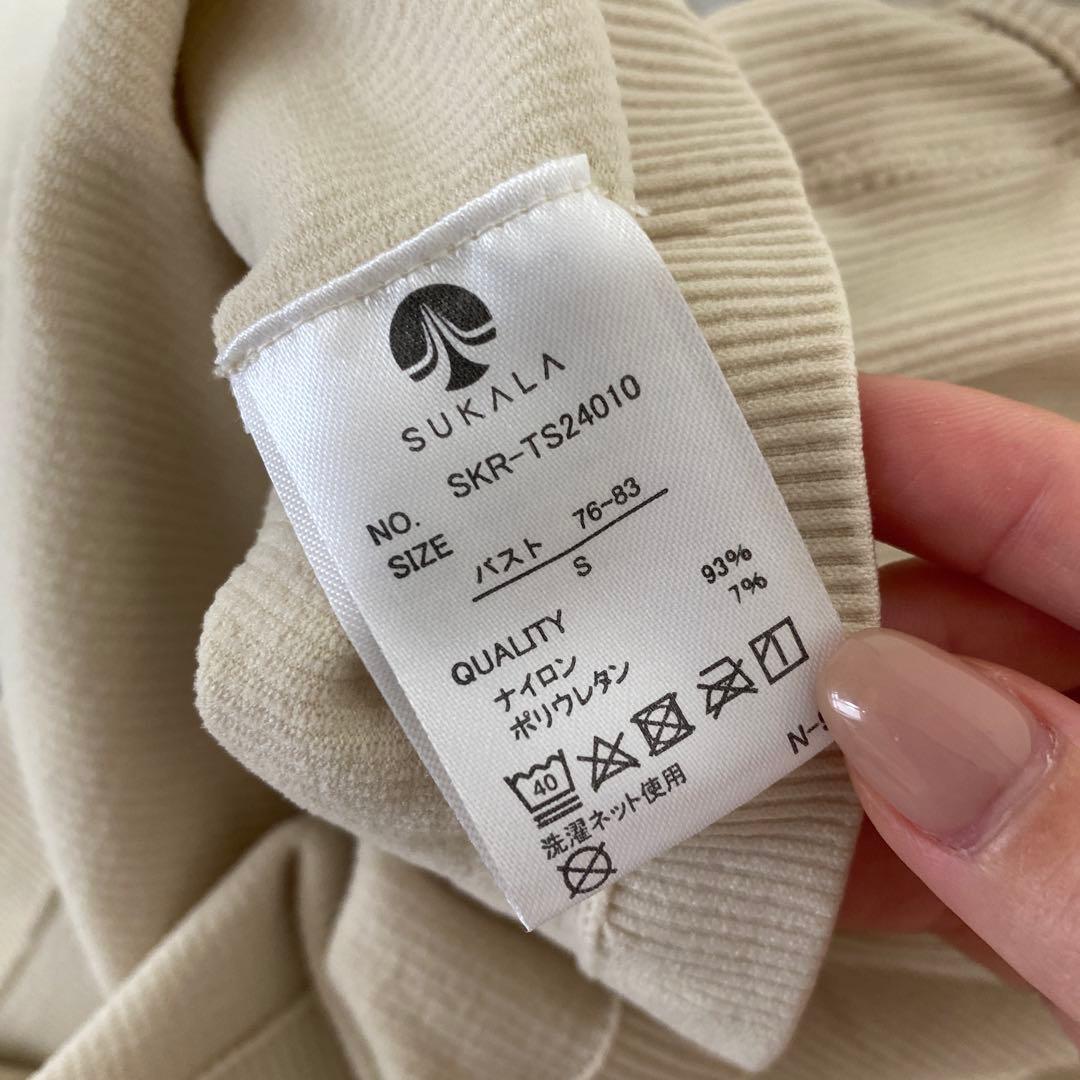 SUKALA
NO. SKR-TS24010
SIZE バスト 76-83
S
QUALITY
ナイロン 93%
ポリウレタン 7%
40
洗濯ネット使用